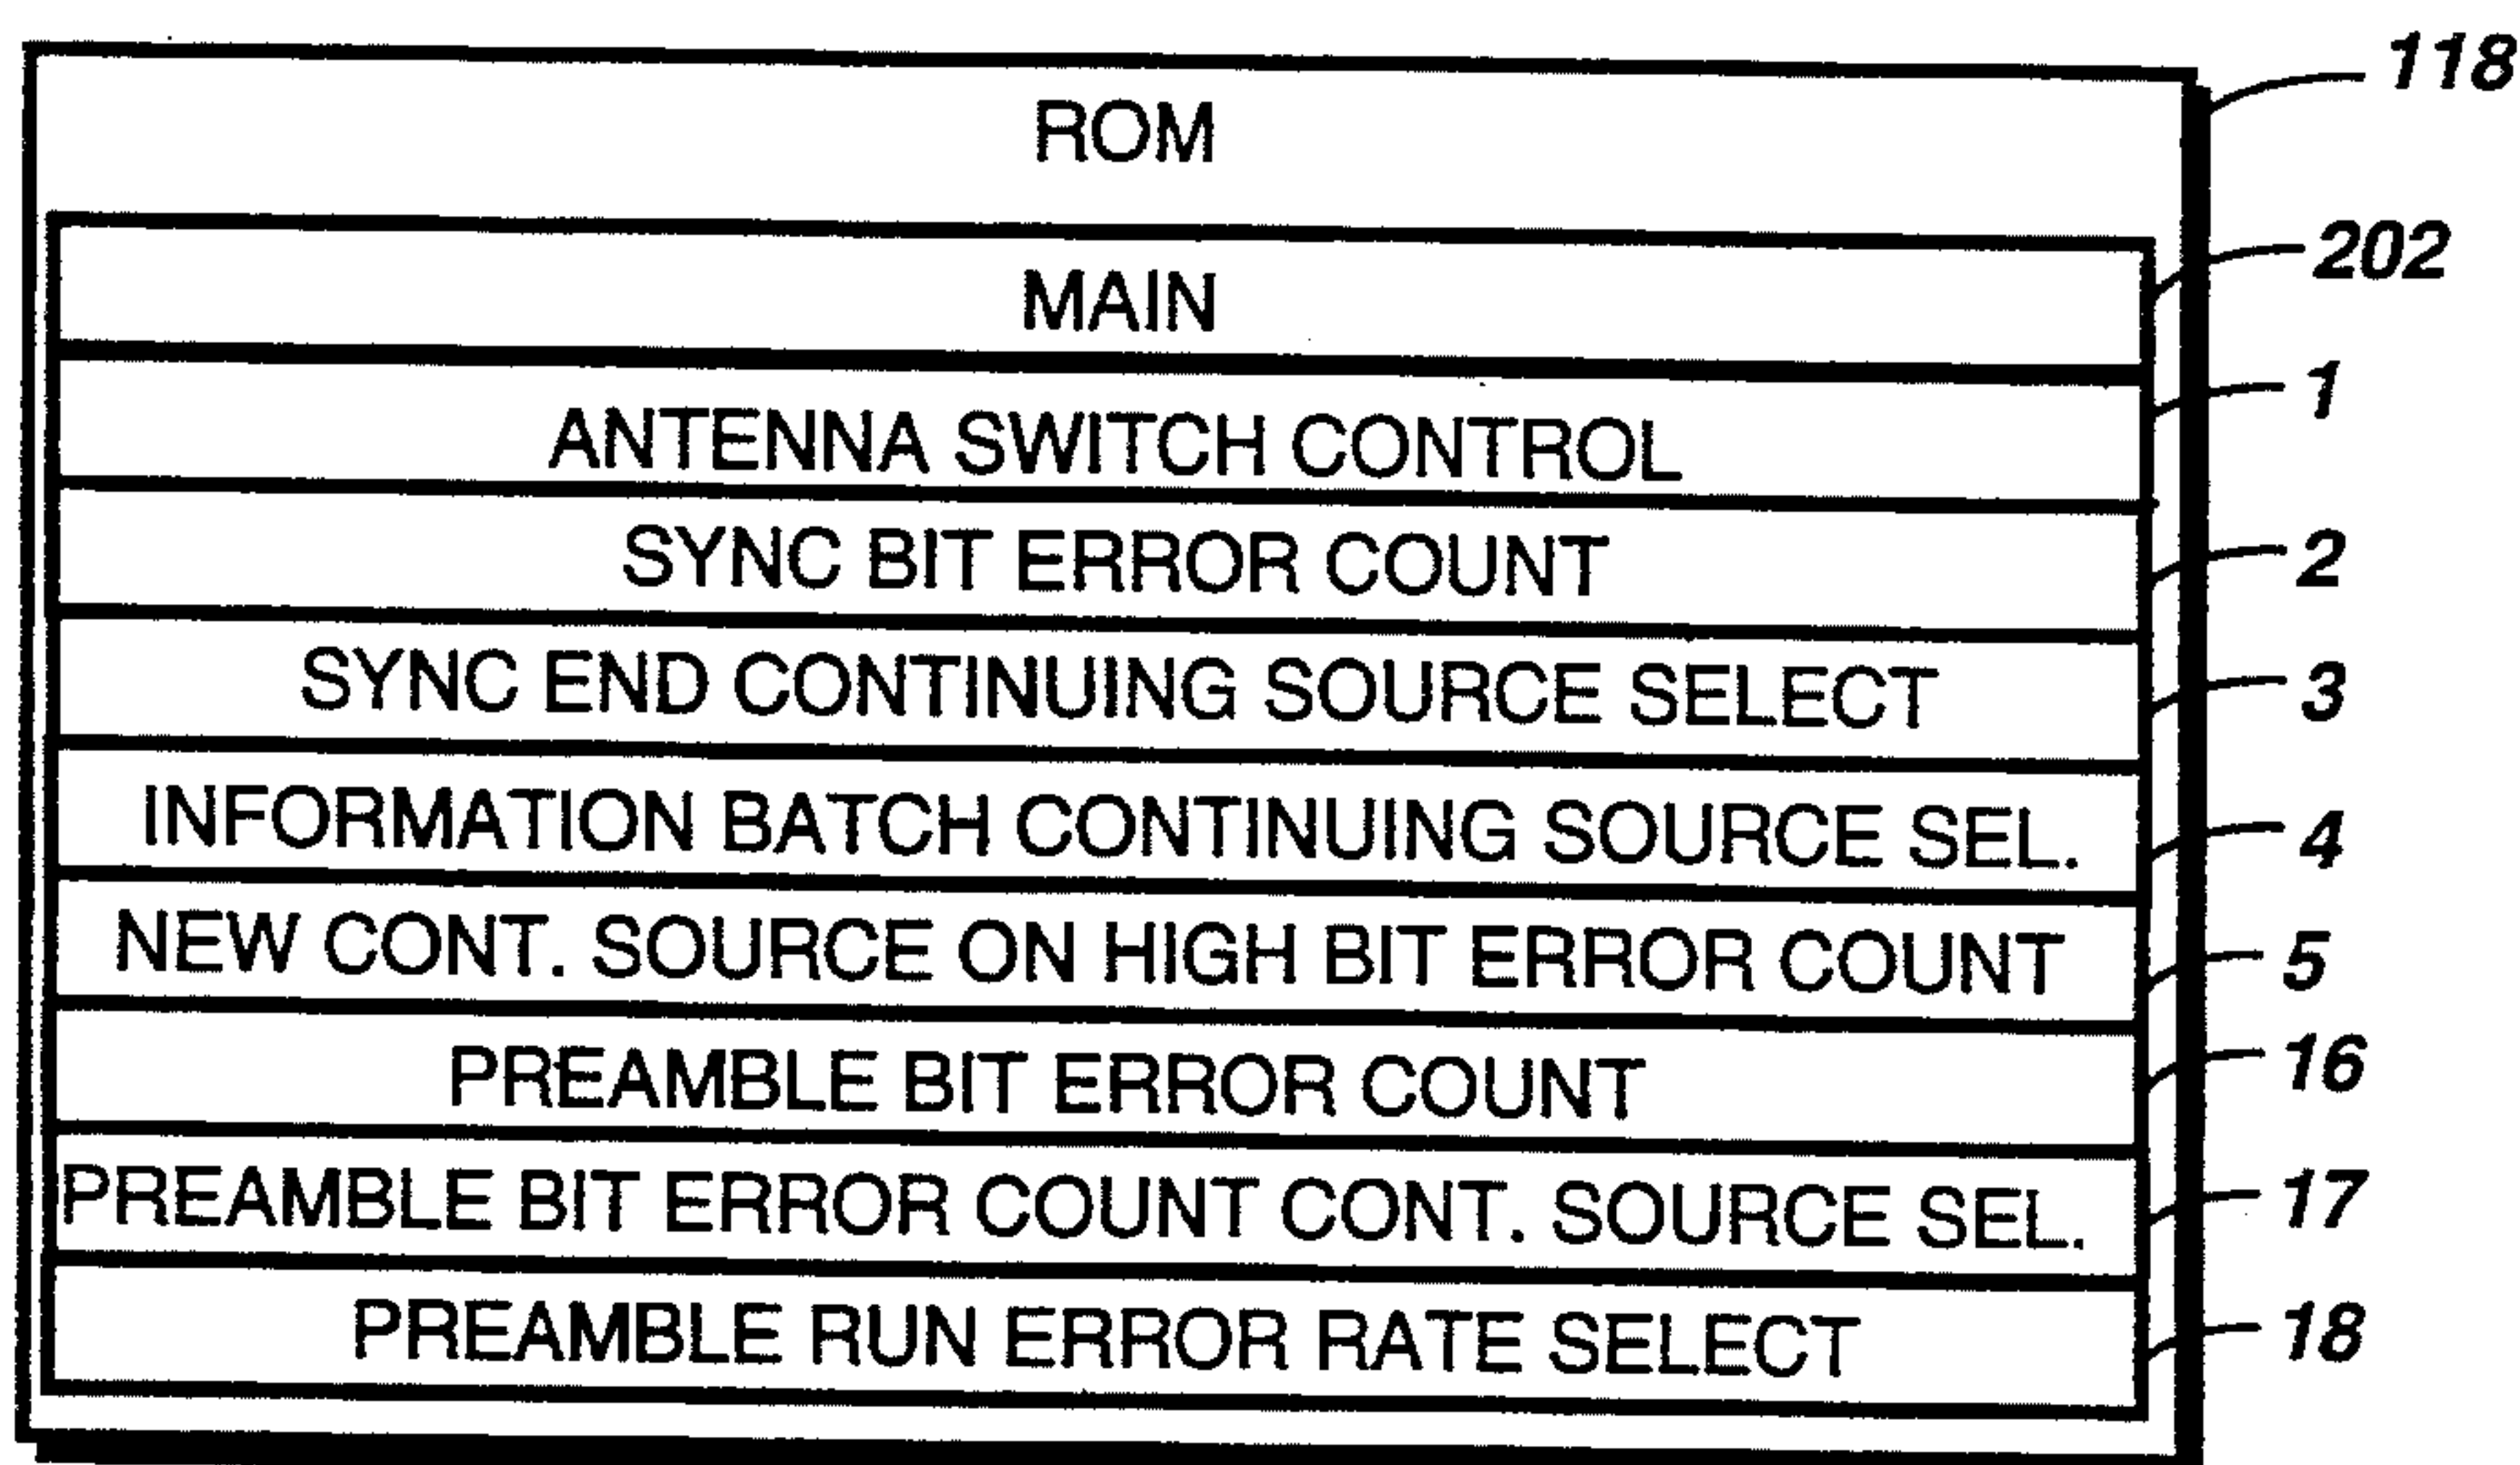 ROM 118
MAIN 202
ANTENNA SWITCH CONTROL 1
SYNC BIT ERROR COUNT 2
SYNC END CONTINUING SOURCE SELECT 3
INFORMATION BATCH CONTINUING SOURCE SEL. 4
NEW CONT. SOURCE ON HIGH BIT ERROR COUNT 5
PREAMBLE BIT ERROR COUNT 16
PREAMBLE BIT ERROR COUNT CONT. SOURCE SEL. 17
PREAMBLE RUN ERROR RATE SELECT 18